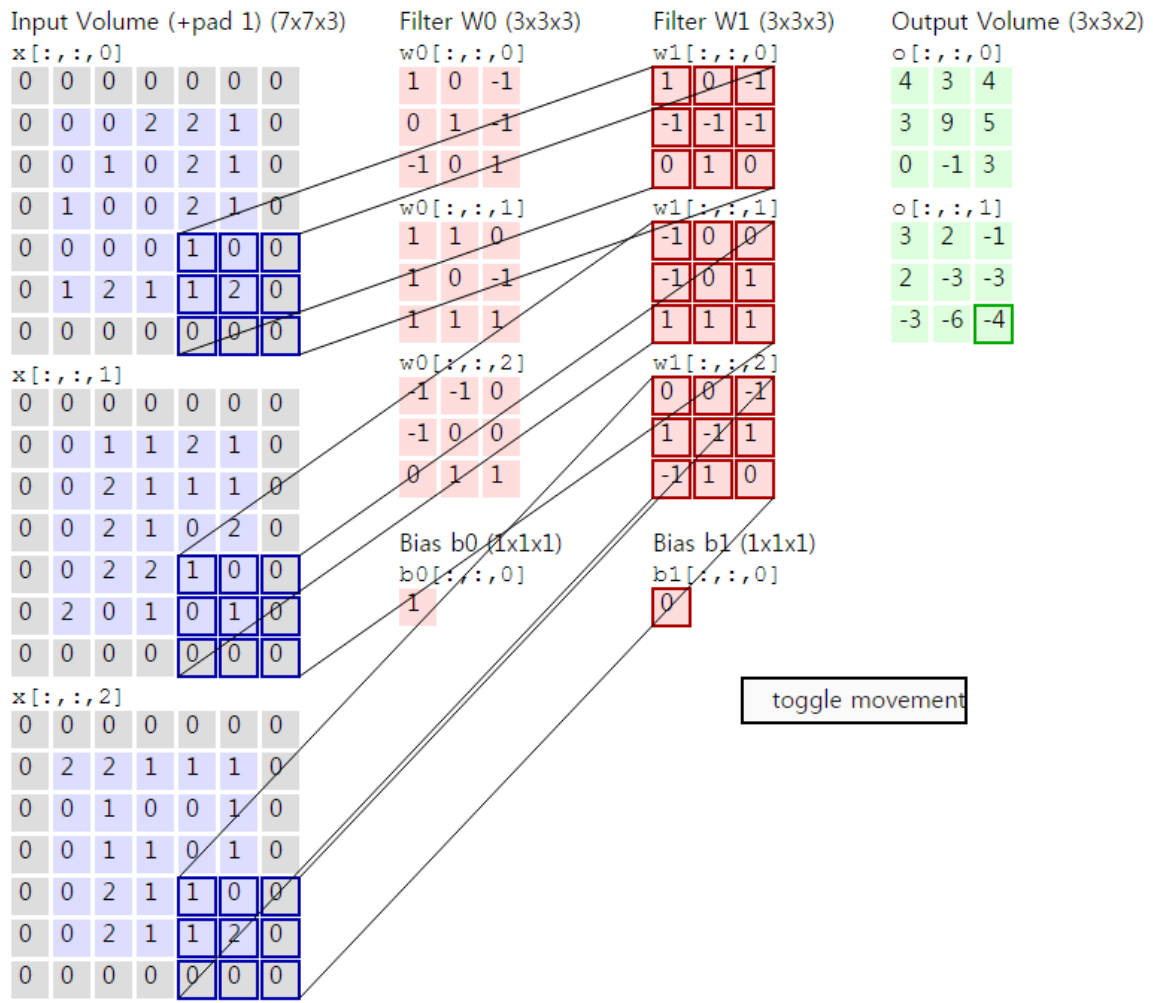 Input Volume (+pad 1) (7x7x3)
x[:,:,0]
0 0 0 0 0 0 0
0 0 0 2 2 1 0
0 0 1 0 2 1 0
0 1 0 0 2 1 0
0 0 0 0 1 0 0
0 1 2 1 1 2 0
0 0 0 0 0 0 0
x[:,:,1]
0 0 0 0 0 0 0
0 0 1 1 2 1 0
0 0 2 1 1 1 0
0 0 2 1 0 2 0
0 0 2 2 1 0 0
0 2 0 1 0 1 0
0 0 0 0 0 0 0
x[:,:,2]
0 0 0 0 0 0 0
0 2 2 1 1 1 0
0 0 1 0 0 1 0
0 0 1 1 0 1 0
0 0 2 1 1 0 0
0 0 2 1 1 2 0
0 0 0 0 0 0 0
Filter W0 (3x3x3)
w0[:,:,0]
1 0 -1
0 1 -1
-1 0 1
w0[:,:,1]
1 1 0
1 0 -1
1 1 1
w0[:,:,2]
-1 -1 0
-1 0 0
0 1 1
Bias b0 (1x1x1)
b0[:,:,0]
1
Filter W1 (3x3x3)
w1[:,:,0]
1 0 -1
-1 -1 -1
0 1 0
w1[:,:,1]
-1 0 0
-1 0 1
1 1 1
w1[:,:,2]
0 0 -1
1 -1 1
-1 1 0
Bias b1 (1x1x1)
b1[:,:,0]
0
Output Volume (3x3x2)
o[:,:,0]
4 3 4
3 9 5
0 -1 3
o[:,:,1]
3 2 -1
2 -3 -3
-3 -6 -4
toggle movement